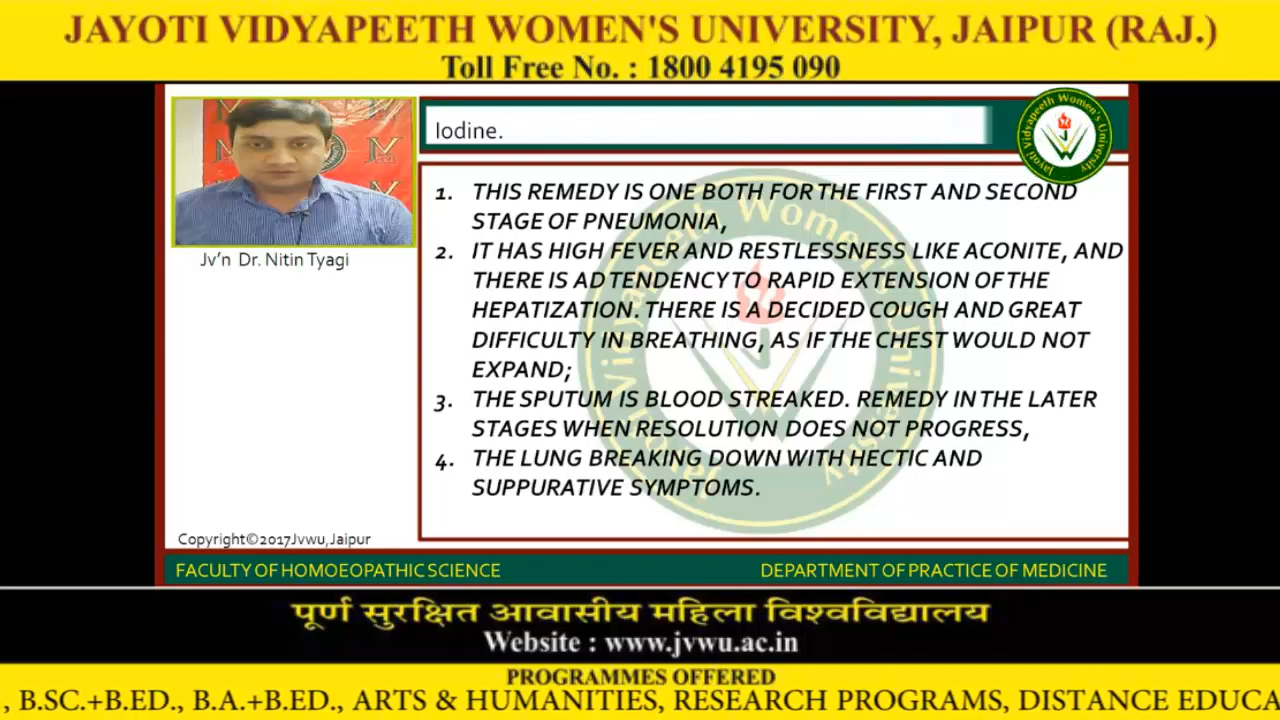 JAYOTI VIDYAPEETH WOMEN'S UNIVERSITY, JAIPUR (RAJ.)
Toll Free No. : 1800 4195 090
Iodine.
Jayoti Vidyapeeth Women's University
Jv'n Dr. Nitin Tyagi
1. THIS REMEDY IS ONE BOTH FOR THE FIRST AND SECOND
STAGE OF PNEUMONIA,
2. IT HAS HIGH FEVER AND RESTLESSNESS LIKE ACONITE, AND
THERE IS AD TENDENCY TO RAPID EXTENSION OF THE
HEPATIZATION. THERE IS A DECIDED COUGH AND GREAT
DIFFICULTY IN BREATHING, AS IF THE CHEST WOULD NOT
EXPAND;
3. THE SPUTUM IS BLOOD STREAKED. REMEDY IN THE LATER
STAGES WHEN RESOLUTION DOES NOT PROGRESS,
4. THE LUNG BREAKING DOWN WITH HECTIC AND
SUPPURATIVE SYMPTOMS.
Copyright©2017Jvwu,Jaipur
FACULTY OF HOMOEOPATHIC SCIENCE
DEPARTMENT OF PRACTICE OF MEDICINE
पूर्ण सुरक्षित आवासीय महिला विश्वविद्यालय
Website : www.jvwu.ac.in
PROGRAMMES OFFERED
, B.SC.+B.ED., B.A.+B.ED., ARTS & HUMANITIES, RESEARCH PROGRAMS, DISTANCE EDUCA